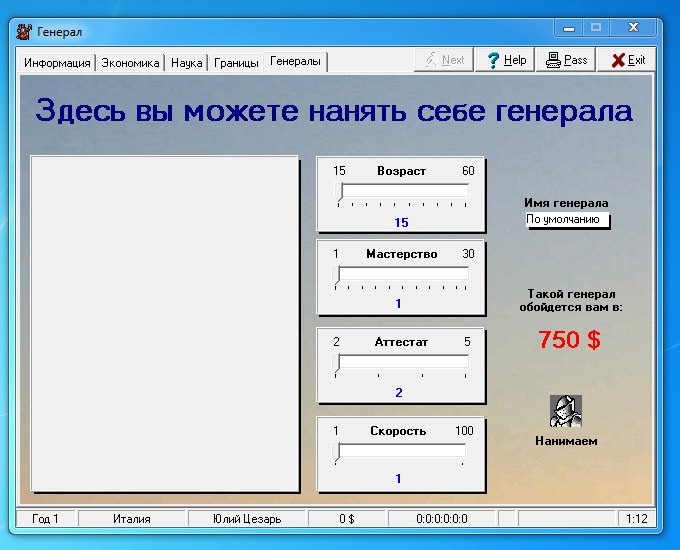 Генерал
Информация Экономика Наука Границы Генералы Next Help Pass Exit
Здесь вы можете нанять себе генерала
15 Возраст 60
15
1 Мастерство 30
1
2 Аттестат 5
2
1 Скорость 100
1
Имя генерала
По умолчанию
Такой генерал
обойдется вам в:
750 $
Нанимаем
Год 1 Италия Юлий Цезарь 0 $ 0:0:0:0:0:0 1:12